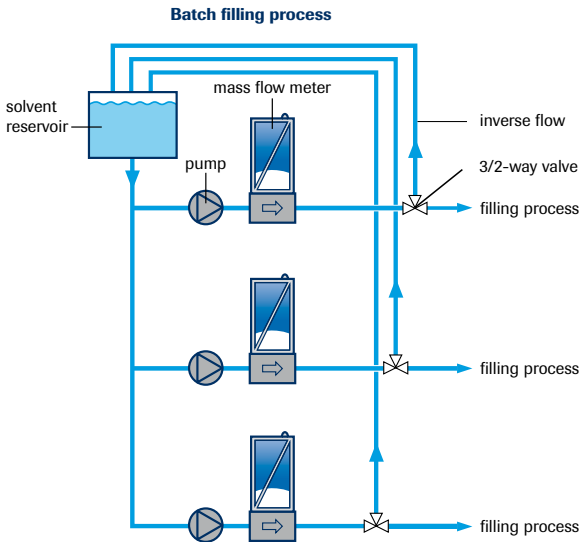 Batch filling process
mass flow meter
solvent
reservoir
inverse flow
pump
3/2-way valve
filling process
filling process
filling process